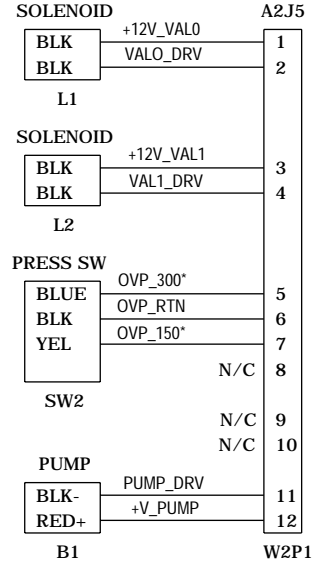 SOLENOID A2J5
BLK +12V_VAL0 1
BLK VALO_DRV 2
L1
SOLENOID
BLK +12V_VAL1 3
BLK VAL1_DRV 4
L2
PRESS SW
BLUE OVP_300* 5
BLK OVP_RTN 6
YEL OVP_150* 7
N/C 8
SW2
N/C 9
N/C 10
PUMP
BLK- PUMP_DRV 11
RED+ +V_PUMP 12
B1 W2P1